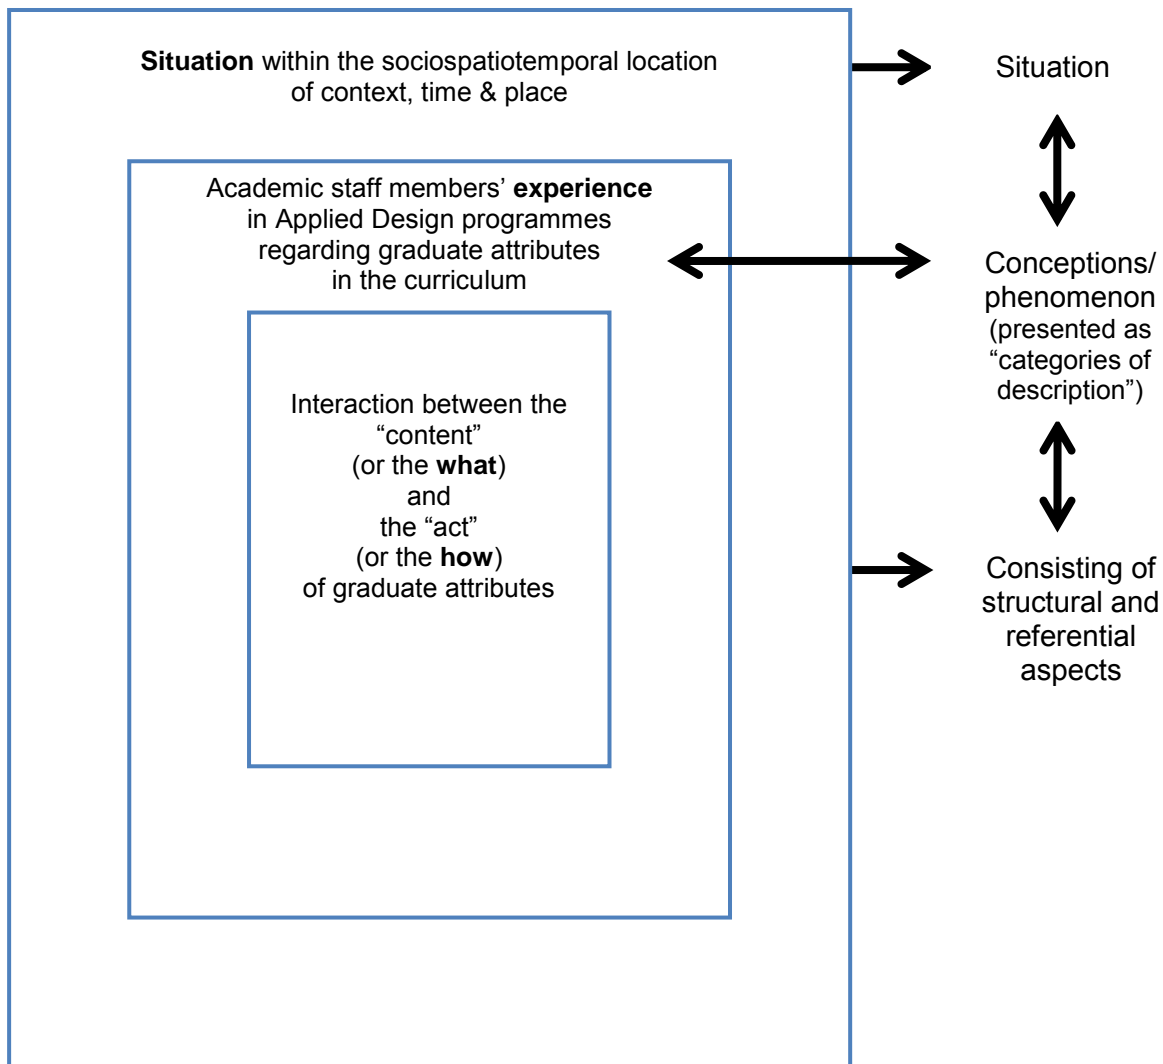 Situation within the sociospatiotemporal location
of context, time & place
Situation
Academic staff members’ experience
in Applied Design programmes
regarding graduate attributes
in the curriculum
Conceptions/
phenomenon
(presented as
“categories of
description”)
Interaction between the
“content”
(or the what)
and
the “act”
(or the how)
of graduate attributes
Consisting of
structural and
referential
aspects